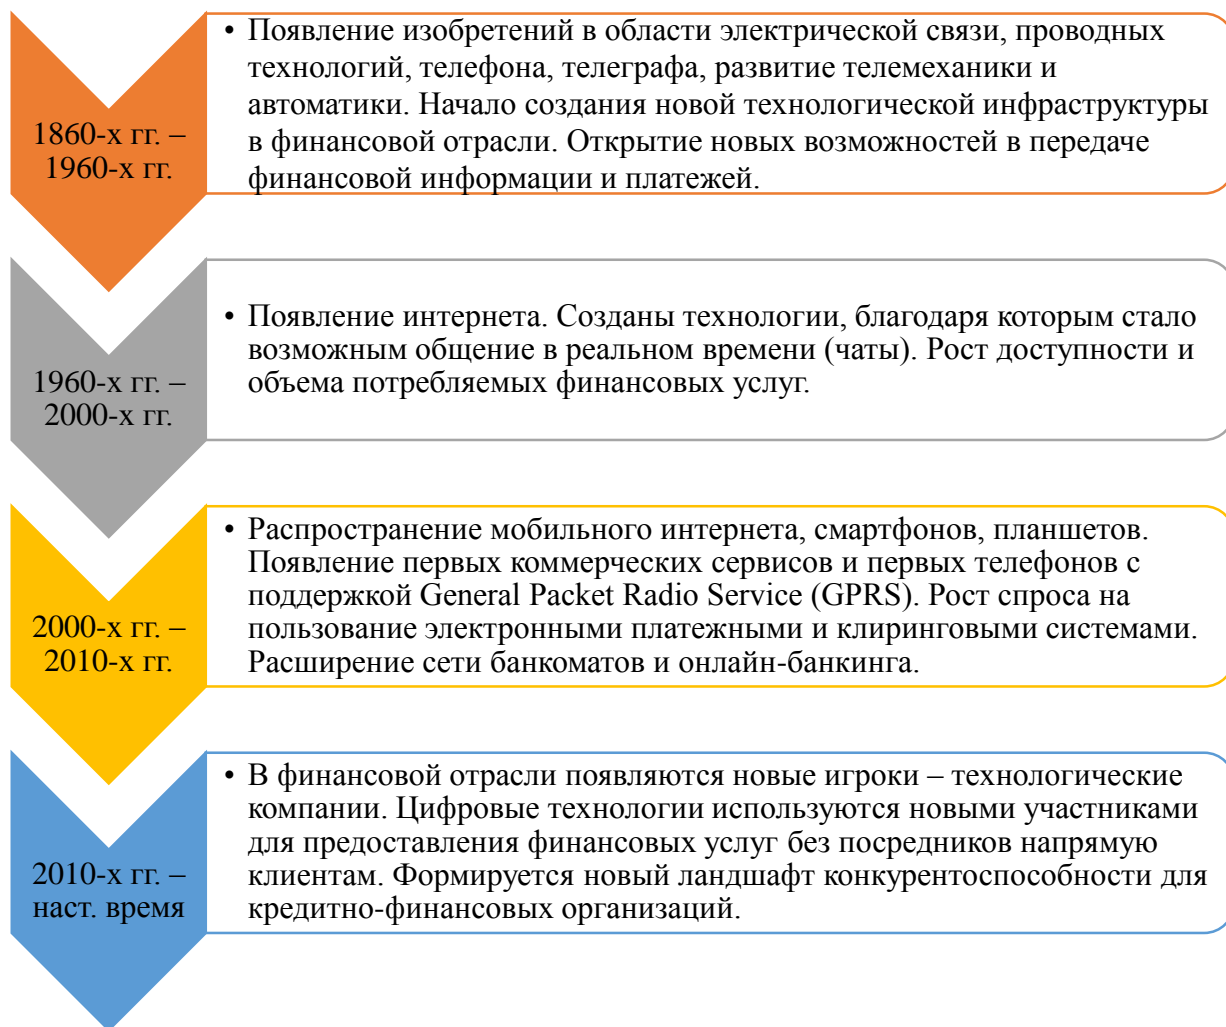 1860-х гг. –
1960-х гг.
• Появление изобретений в области электрической связи, проводных
технологий, телефона, телеграфа, развитие телемеханики и
автоматики. Начало создания новой технологической инфраструктуры
в финансовой отрасли. Открытие новых возможностей в передаче
финансовой информации и платежей.
1960-х гг. –
2000-х гг.
• Появление интернета. Созданы технологии, благодаря которым стало
возможным общение в реальном времени (чаты). Рост доступности и
объема потребляемых финансовых услуг.
2000-х гг. –
2010-х гг.
• Распространение мобильного интернета, смартфонов, планшетов.
Появление первых коммерческих сервисов и первых телефонов с
поддержкой General Packet Radio Service (GPRS). Рост спроса на
пользование электронными платежными и клиринговыми системами.
Расширение сети банкоматов и онлайн-банкинга.
2010-х гг. –
наст. время
• В финансовой отрасли появляются новые игроки – технологические
компании. Цифровые технологии используются новыми участниками
для предоставления финансовых услуг без посредников напрямую
клиентам. Формируется новый ландшафт конкурентоспособности для
кредитно-финансовых организаций.